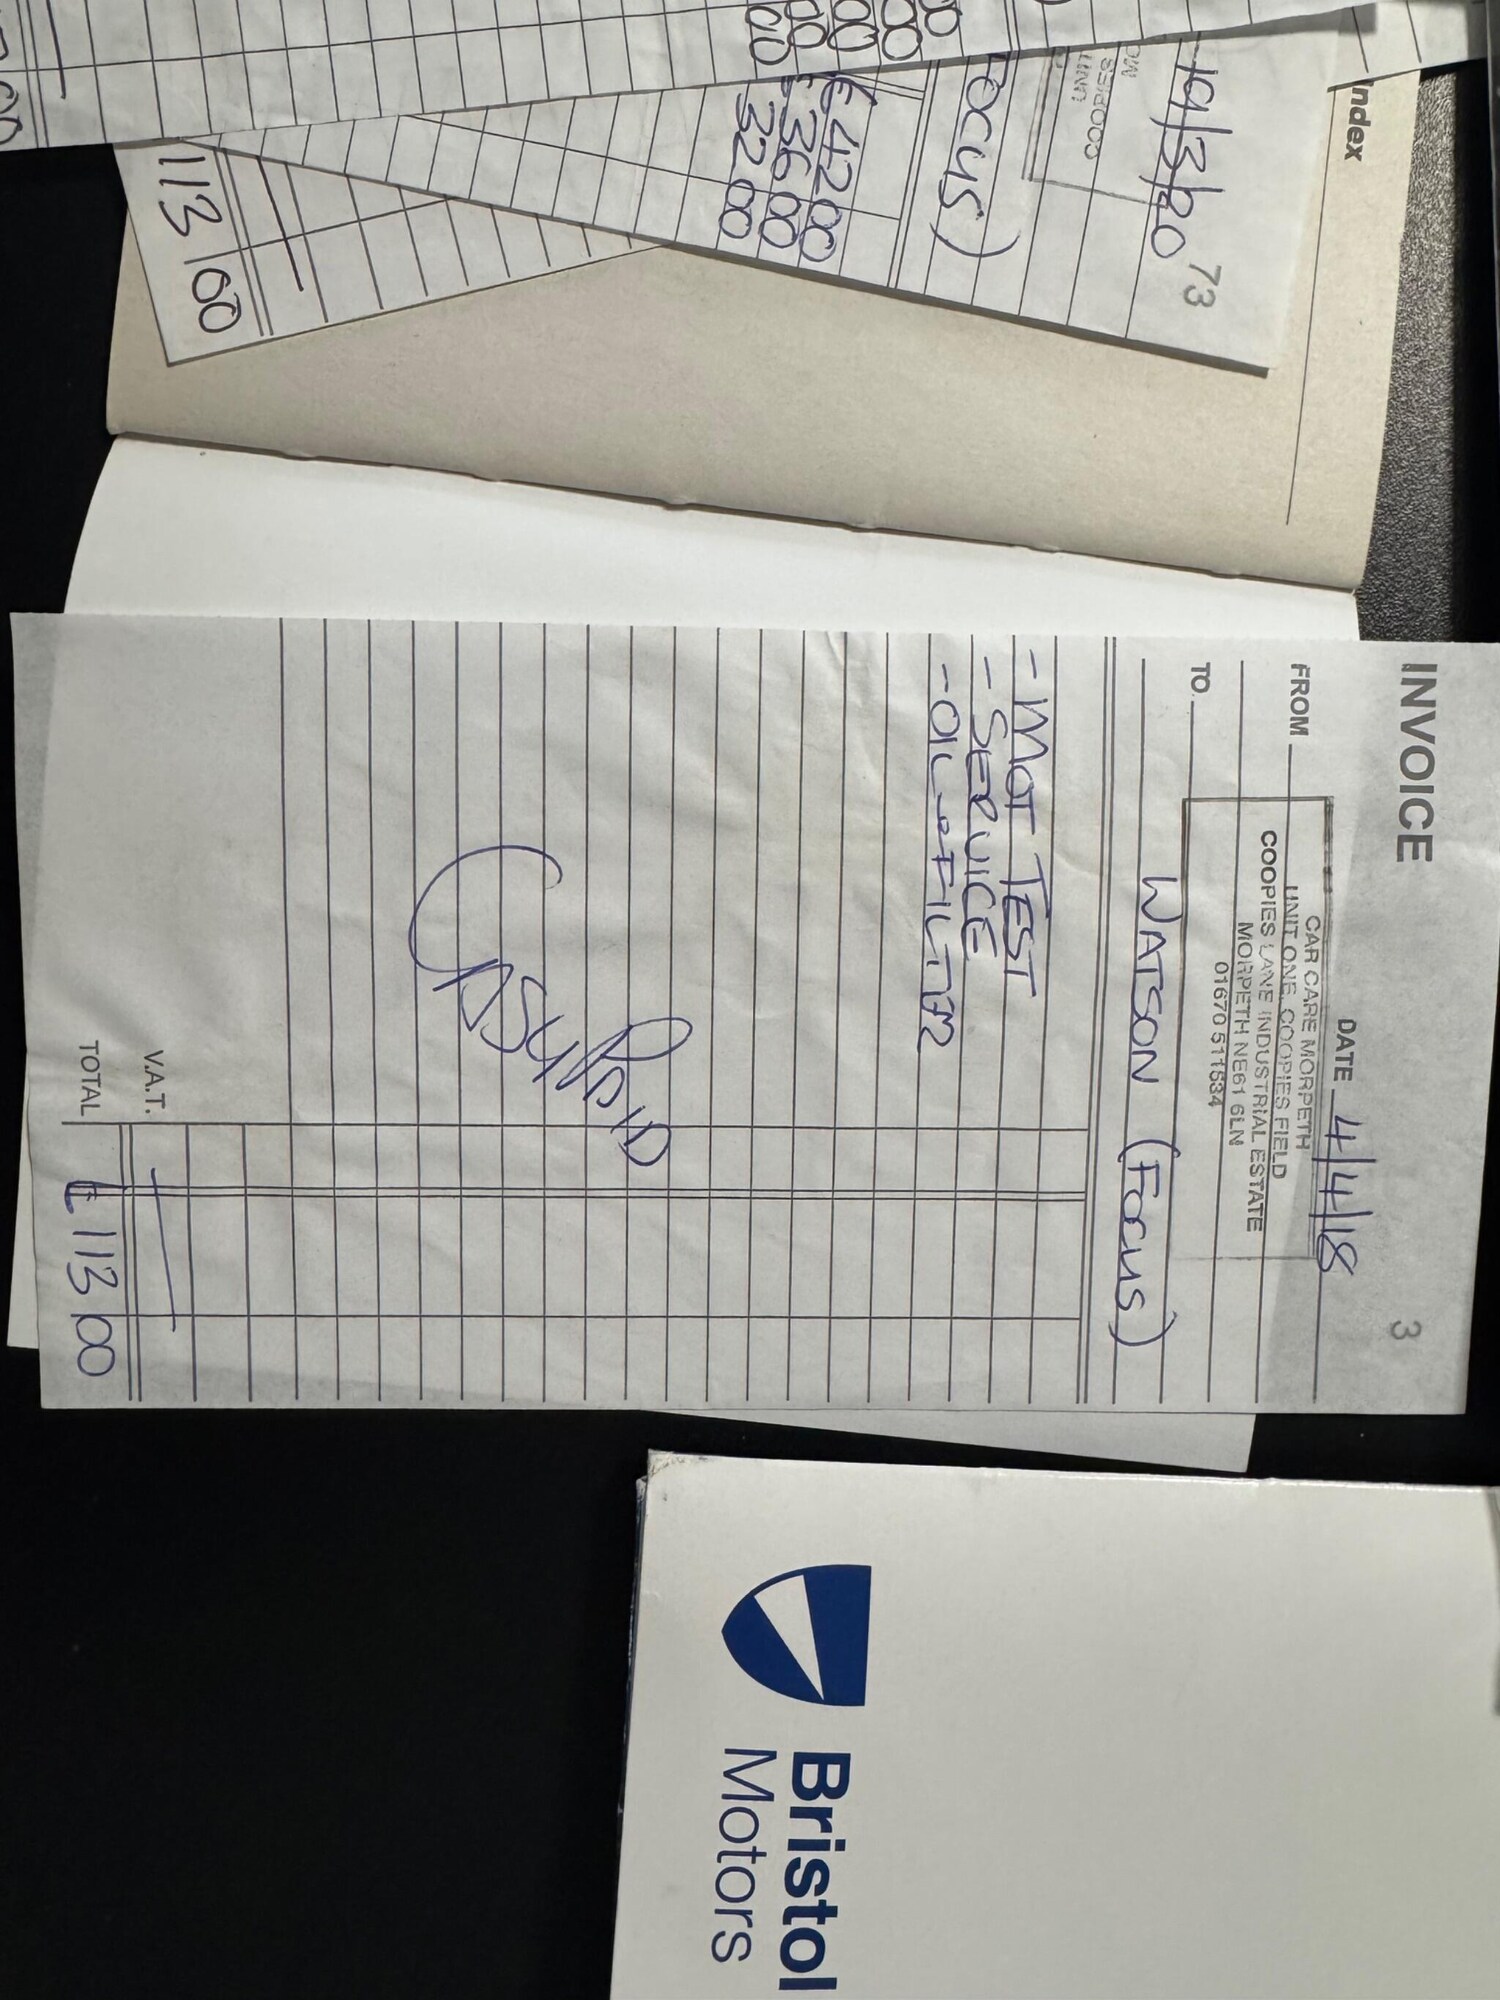 Index
73
10/3/20
Focus)
£42 00
£36 00
32 00
113 00
INVOICE
3
DATE 4/4/18
FROM
CAR CARE MORPETH
UNIT ONE, COOPIES FIELD
COOPIES LANE INDUSTRIAL ESTATE
MORPETH NE61 6LN
01670 511534
TO
WATSON (Focus)
- MOT TEST
- SERVICE
- OIL + FILTER
PAID
V.A.T.
TOTAL £113 00
Bristol
Motors